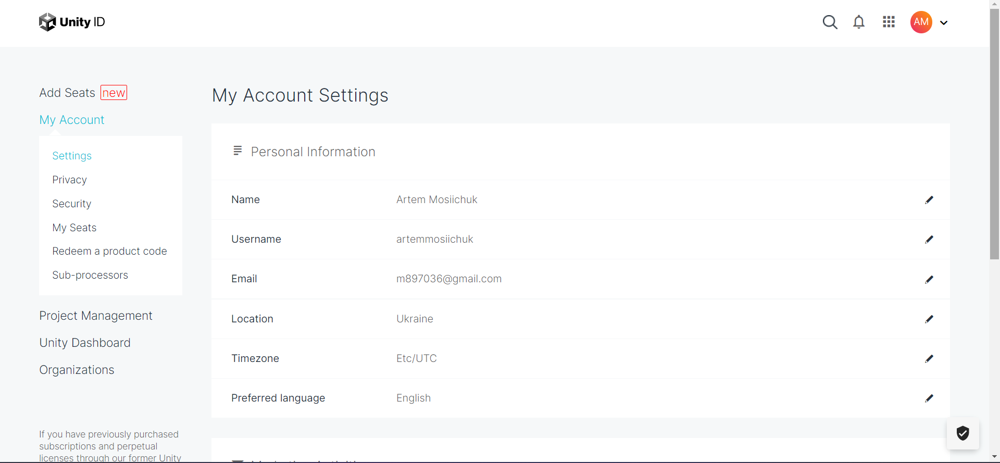 Unity ID
AM
Add Seats new
My Account
Settings
Privacy
Security
My Seats
Redeem a product code
Sub-processors
Project Management
Unity Dashboard
Organizations
If you have previously purchased
subscriptions and perpetual
licenses through our former Unity
My Account Settings
Personal Information
Name Artem Mosiichuk
Username artemmosiichuk
Email m897036@gmail.com
Location Ukraine
Timezone Etc/UTC
Preferred language English